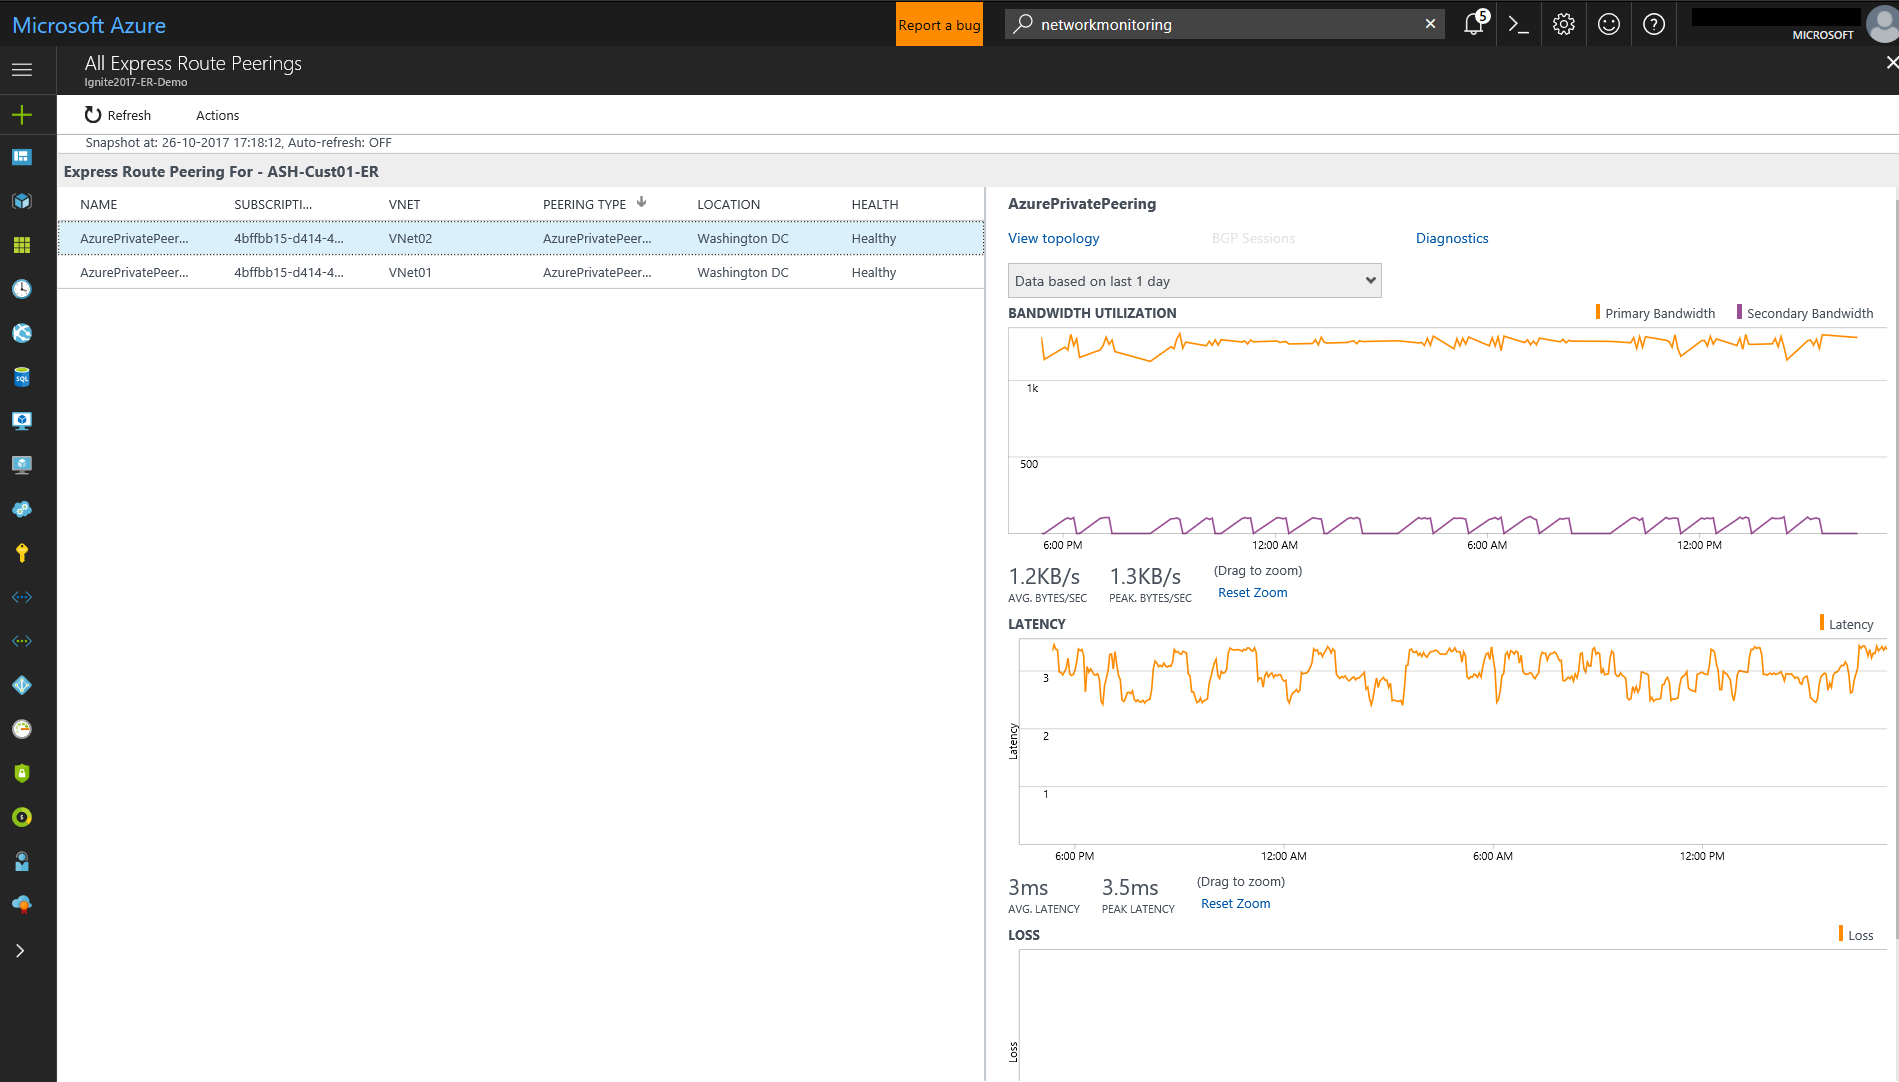 Microsoft Azure
Report a bug
networkmonitoring
5
MICROSOFT
All Express Route Peerings
Ignite2017-ER-Demo
Refresh Actions
Snapshot at: 26-10-2017 17:18:12, Auto-refresh: OFF
Express Route Peering For - ASH-Cust01-ER
NAME SUBSCRIPTI... VNET PEERING TYPE LOCATION HEALTH
AzurePrivatePeer... 4bffbb15-d414-4... VNet02 AzurePrivatePeer... Washington DC Healthy
AzurePrivatePeer... 4bffbb15-d414-4... VNet01 AzurePrivatePeer... Washington DC Healthy
AzurePrivatePeering
View topology BGP Sessions Diagnostics
Data based on last 1 day
BANDWIDTH UTILIZATION Primary Bandwidth Secondary Bandwidth
1k
500
6:00 PM 12:00 AM 6:00 AM 12:00 PM
1.2KB/s 1.3KB/s (Drag to zoom)
AVG. BYTES/SEC PEAK. BYTES/SEC Reset Zoom
LATENCY Latency
3
2
1
Latency
6:00 PM 12:00 AM 6:00 AM 12:00 PM
3ms 3.5ms (Drag to zoom)
AVG. LATENCY PEAK LATENCY Reset Zoom
LOSS Loss
Loss
SQL